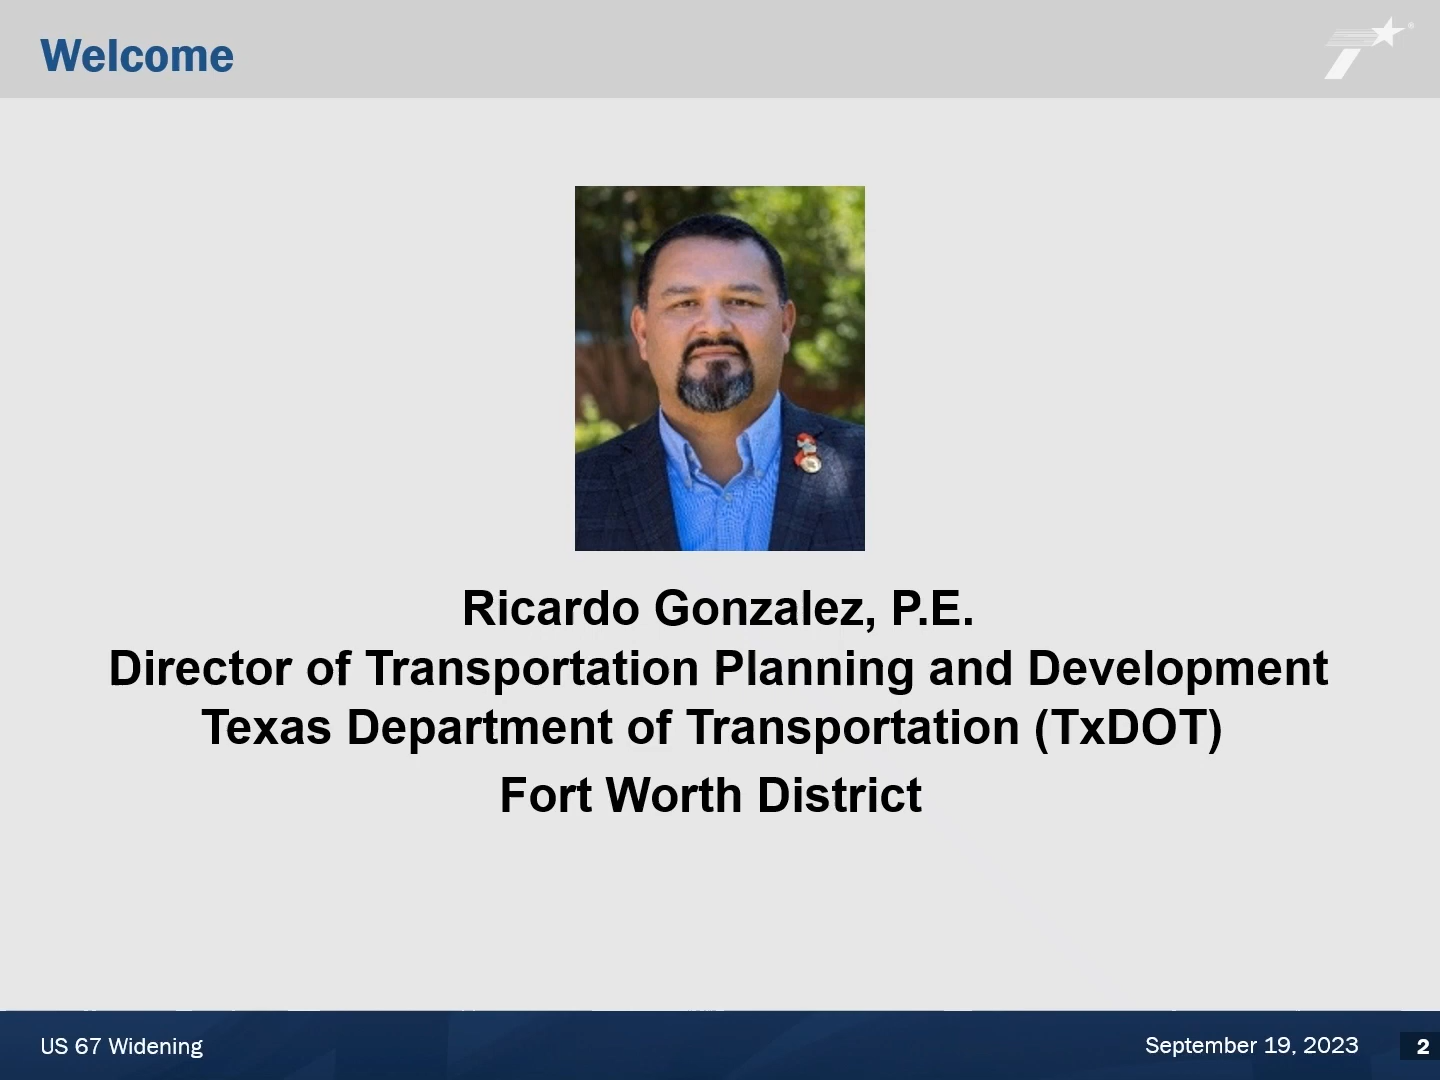 Welcome
Ricardo Gonzalez, P.E.
Director of Transportation Planning and Development
Texas Department of Transportation (TxDOT)
Fort Worth District
US 67 Widening
September 19, 2023
2